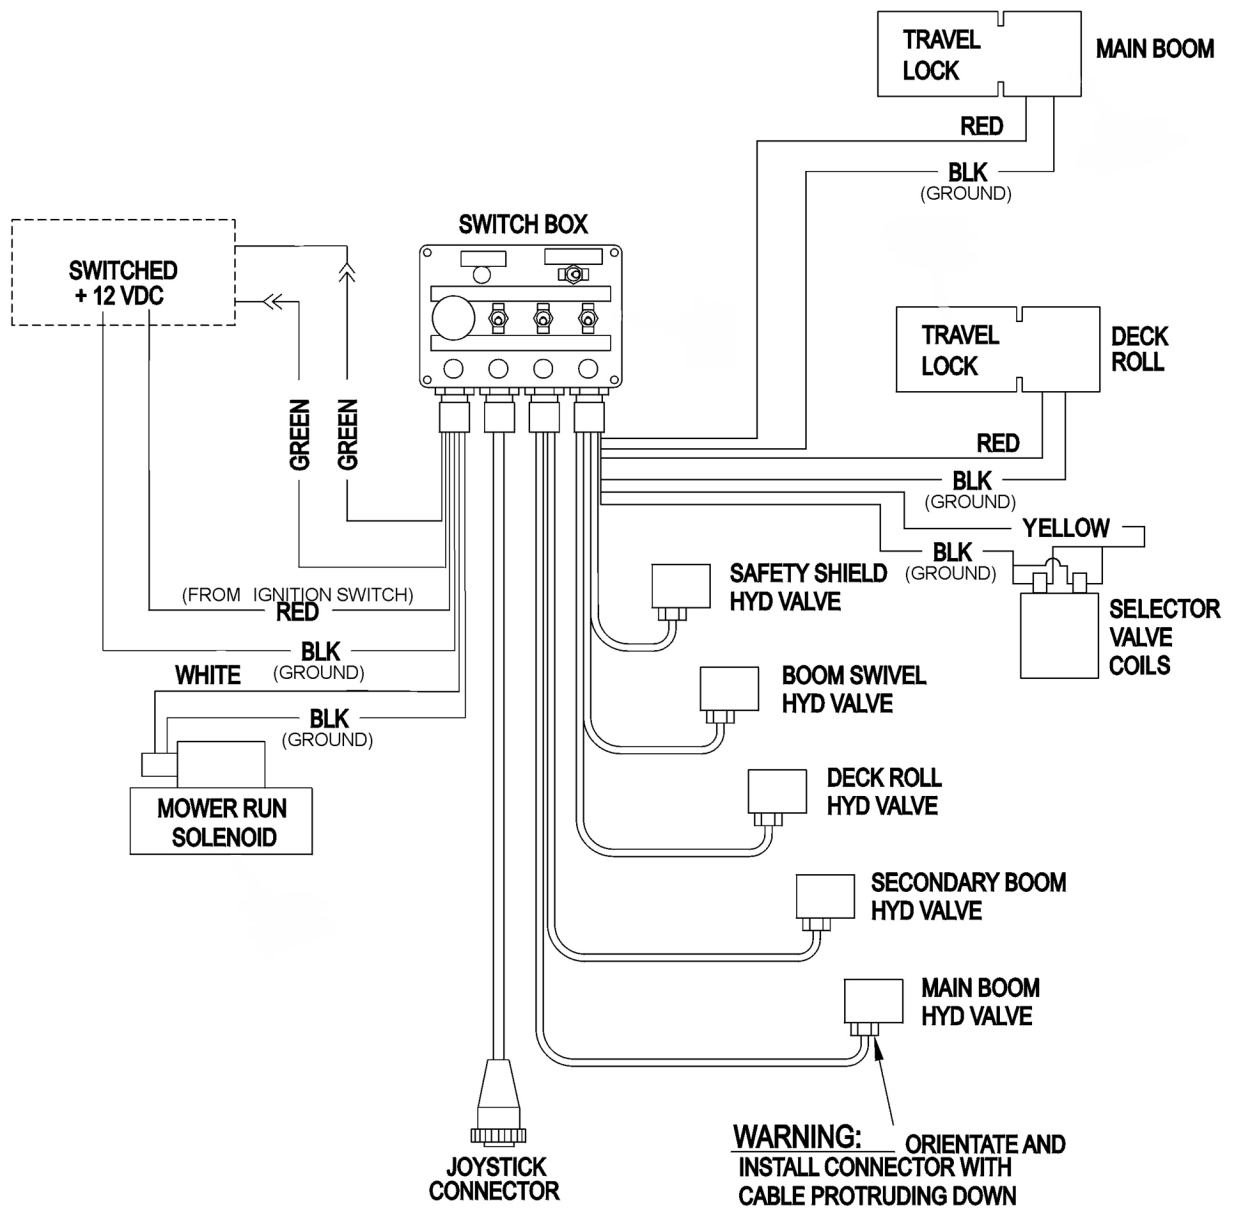 TRAVEL
LOCK
MAIN BOOM
RED
BLK
(GROUND)
SWITCH BOX
SWITCHED
+ 12 VDC
TRAVEL
LOCK
DECK
ROLL
GREEN
GREEN
RED
BLK
(GROUND)
YELLOW
BLK
(GROUND)
SAFETY SHIELD
HYD VALVE
(FROM IGNITION SWITCH)
RED
SELECTOR
VALVE
COILS
BLK
(GROUND)
WHITE
BOOM SWIVEL
HYD VALVE
BLK
(GROUND)
DECK ROLL
HYD VALVE
MOWER RUN
SOLENOID
SECONDARY BOOM
HYD VALVE
MAIN BOOM
HYD VALVE
WARNING: ORIENTATE AND
INSTALL CONNECTOR WITH
CABLE PROTRUDING DOWN
JOYSTICK
CONNECTOR